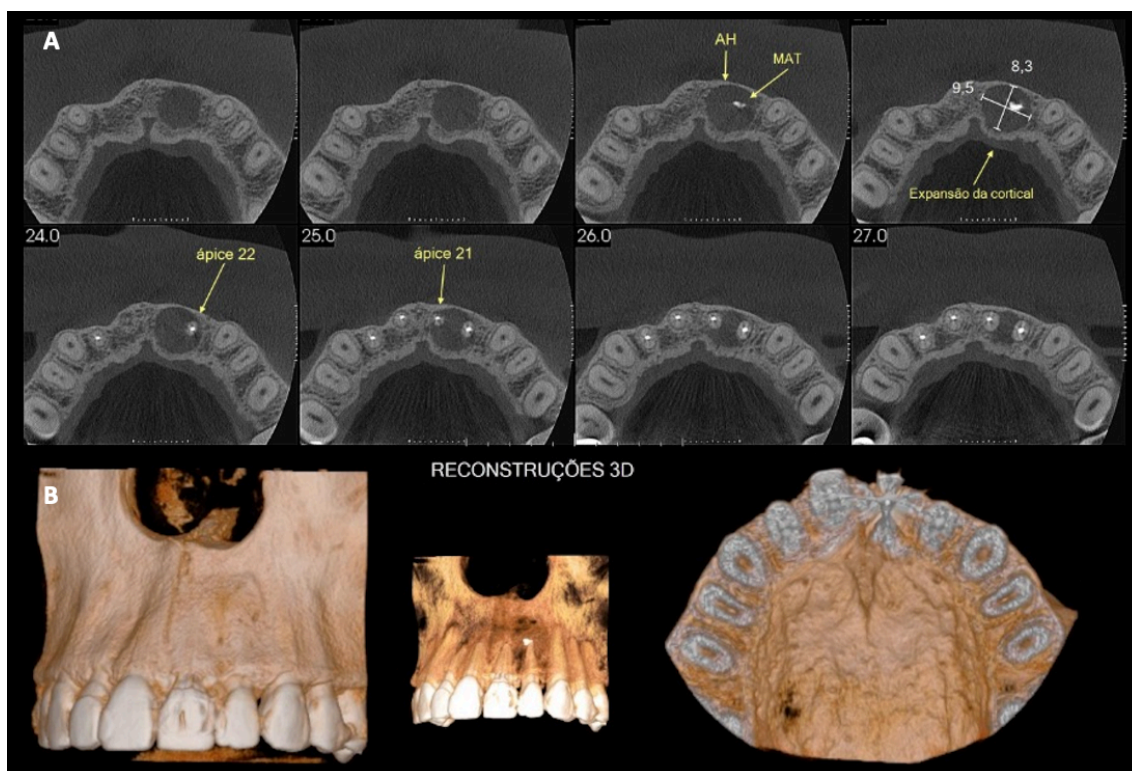 A
AH
MAT
8,3
9,5
Expansão da cortical
24.0
ápice 22
25.0
ápice 21
26.0
27.0
RECONSTRUÇÕES 3D
B